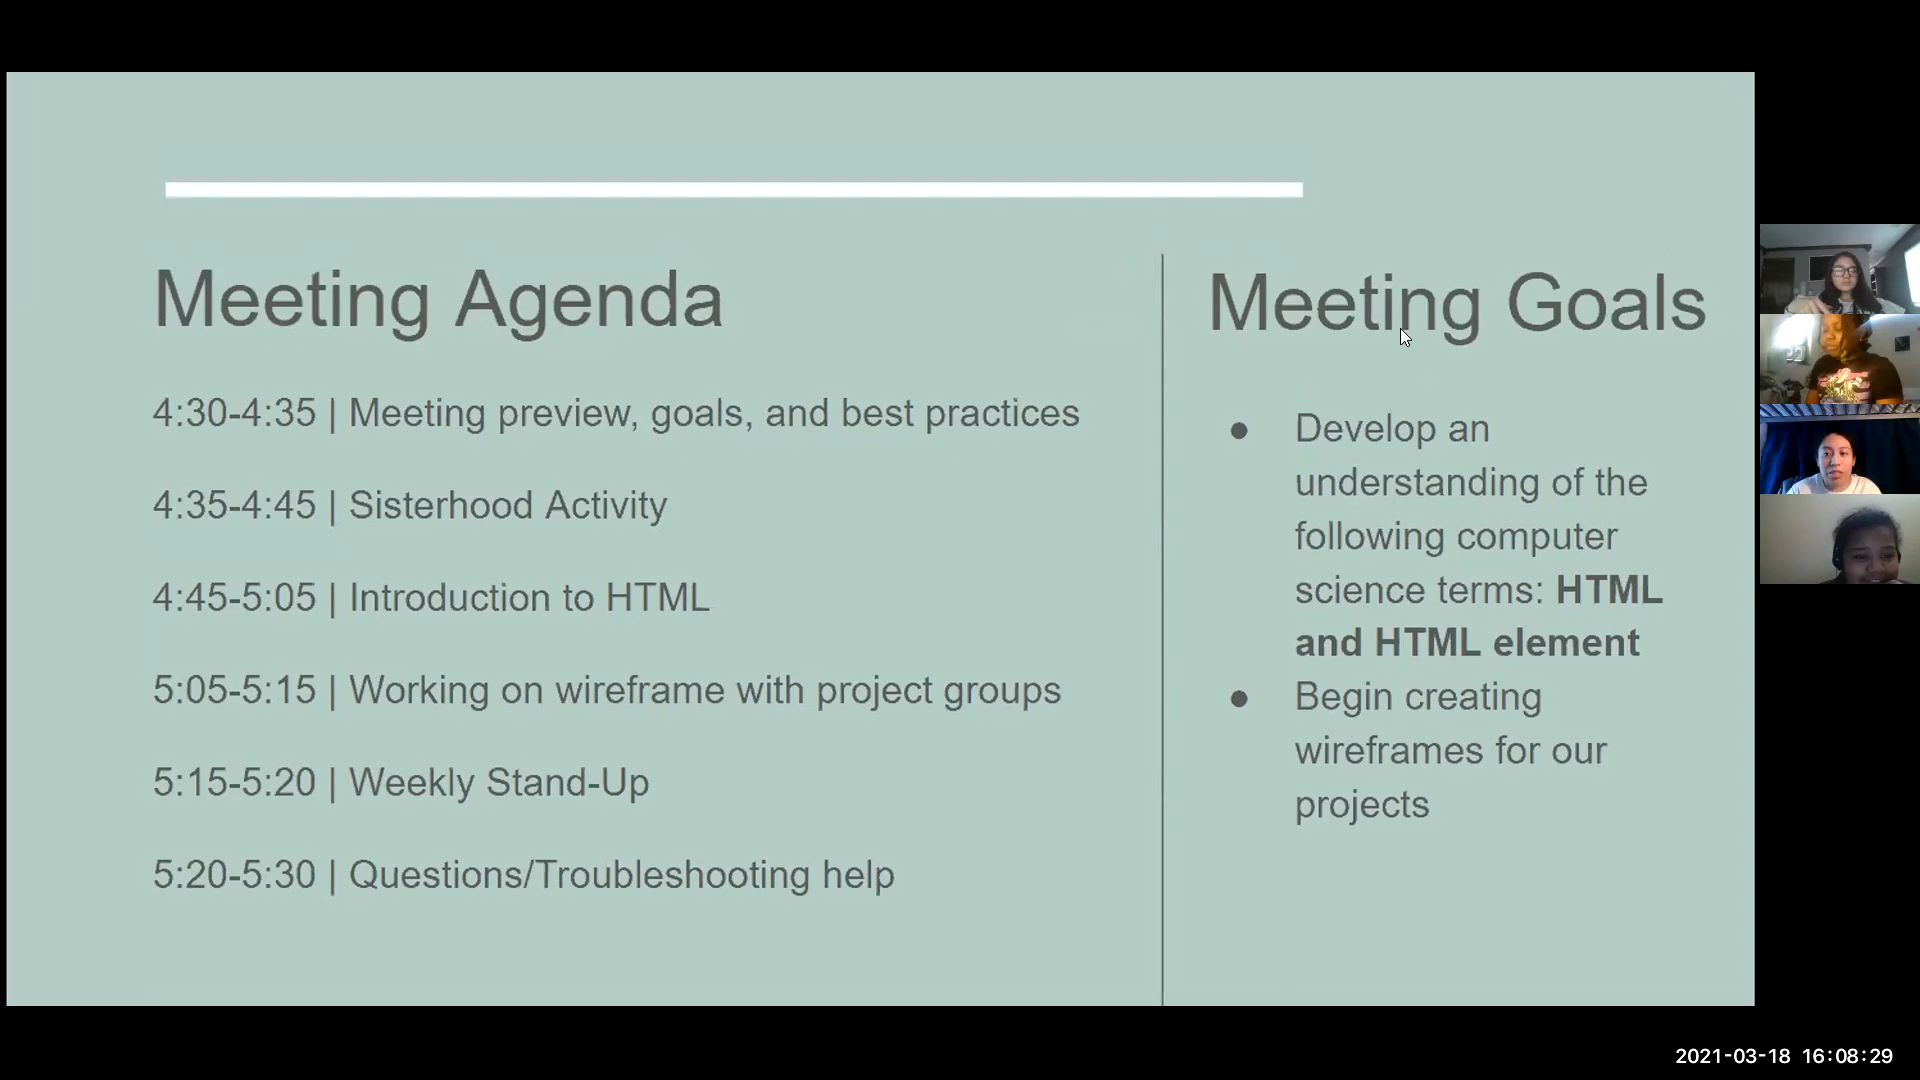 Meeting Agenda
4:30-4:35 | Meeting preview, goals, and best practices
4:35-4:45 | Sisterhood Activity
4:45-5:05 | Introduction to HTML
5:05-5:15 | Working on wireframe with project groups
5:15-5:20 | Weekly Stand-Up
5:20-5:30 | Questions/Troubleshooting help
Meeting Goals
● Develop an
understanding of the
following computer
science terms: HTML
and HTML element
● Begin creating
wireframes for our
projects
2021-03-18 16:08:29